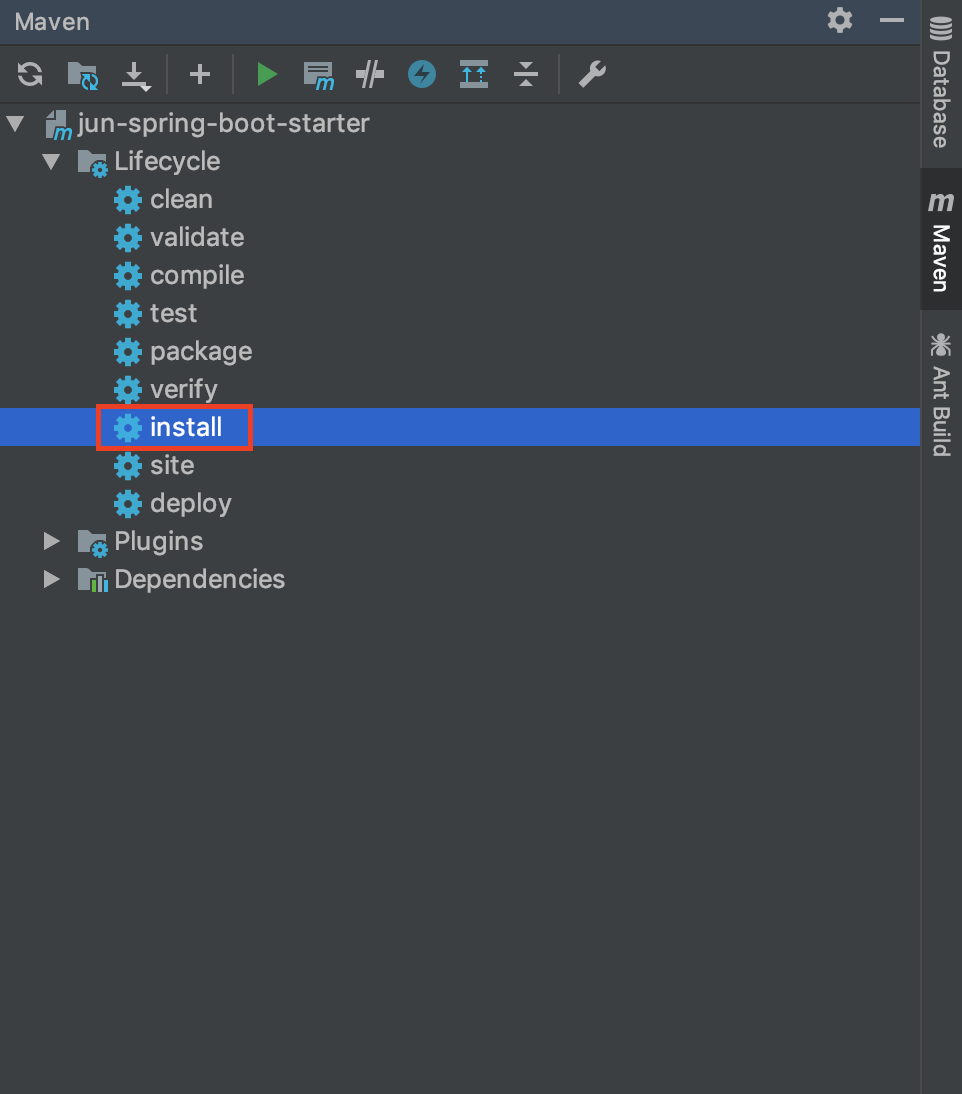 Maven
jun-spring-boot-starter
Lifecycle
clean
validate
compile
test
package
verify
install
site
deploy
Plugins
Dependencies
Database
m
Maven
Ant Build